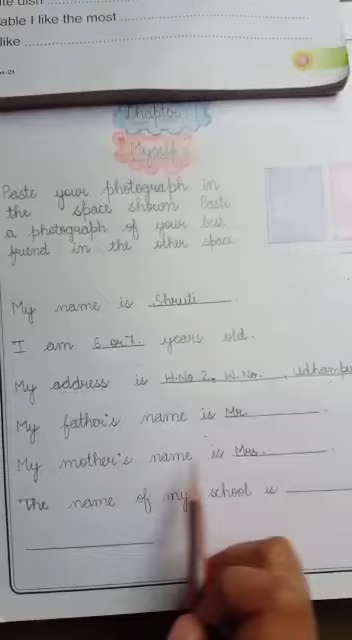 able I like the most
like
Chapter
Myself
Paste your photograph in
the space shown Paste
a photograph of your best
friend in the other space
My name is Shruti.
I am 6 or 7. years old.
My address is H.No 2, W. No. , Udhampu
My father's name is Mr. .
My mother's name is Mrs. .
The name of my school is